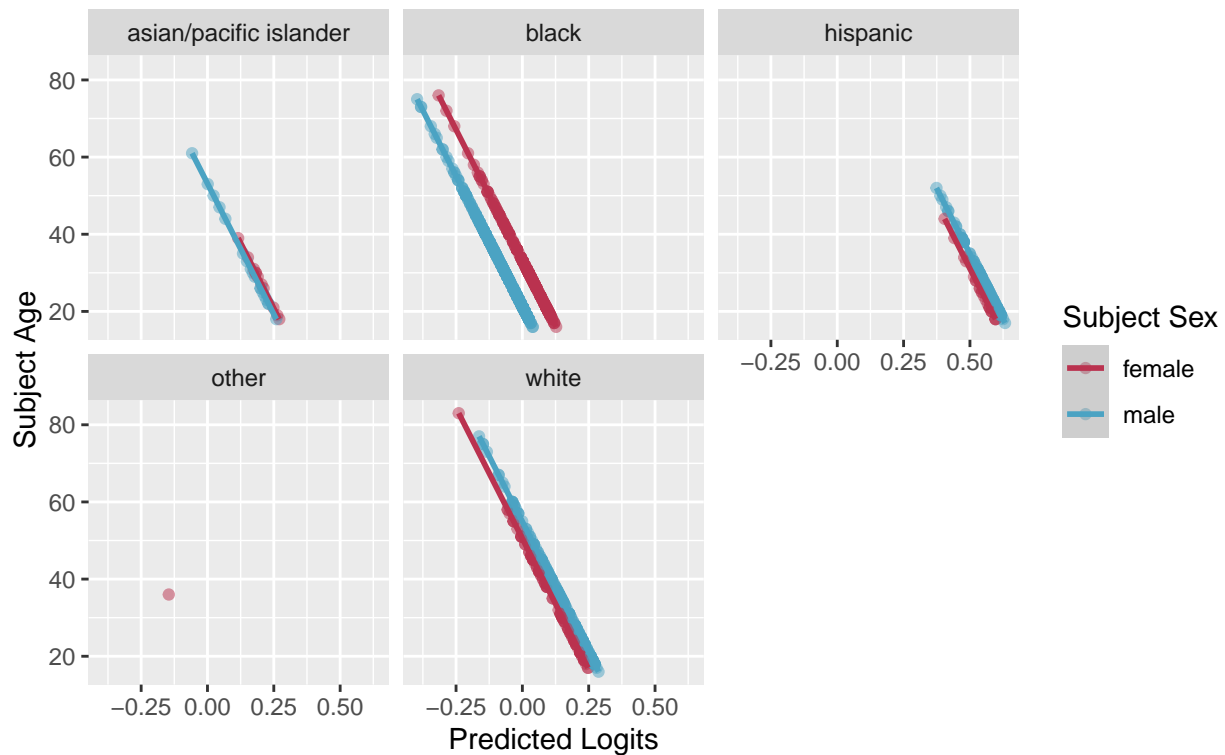 asian/pacific islander
black
hispanic
80
60
40
20
−0.25 0.00 0.25 0.50
other
white
80
60
40
20
−0.25 0.00 0.25 0.50
−0.25 0.00 0.25 0.50
Subject Age
Predicted Logits
Subject Sex
female
male